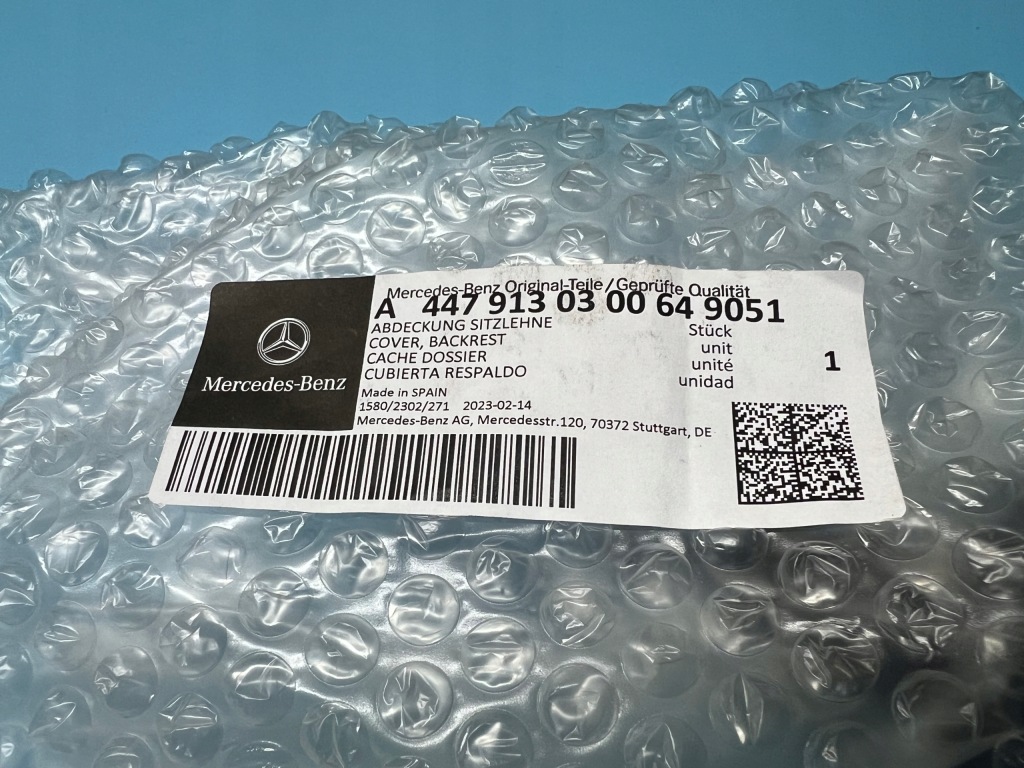 Mercedes-Benz Original-Teile/Geprüfte Qualität
A 447 913 03 00 64 9051
ABDECKUNG SITZLEHNE
COVER, BACKREST
CACHE DOSSIER
CUBIERTA RESPALDO
Stück
unit
unité
unidad
1
Mercedes-Benz
Made in SPAIN
1580/2302/271 2023-02-14
Mercedes-Benz AG, Mercedesstr.120, 70372 Stuttgart, DE